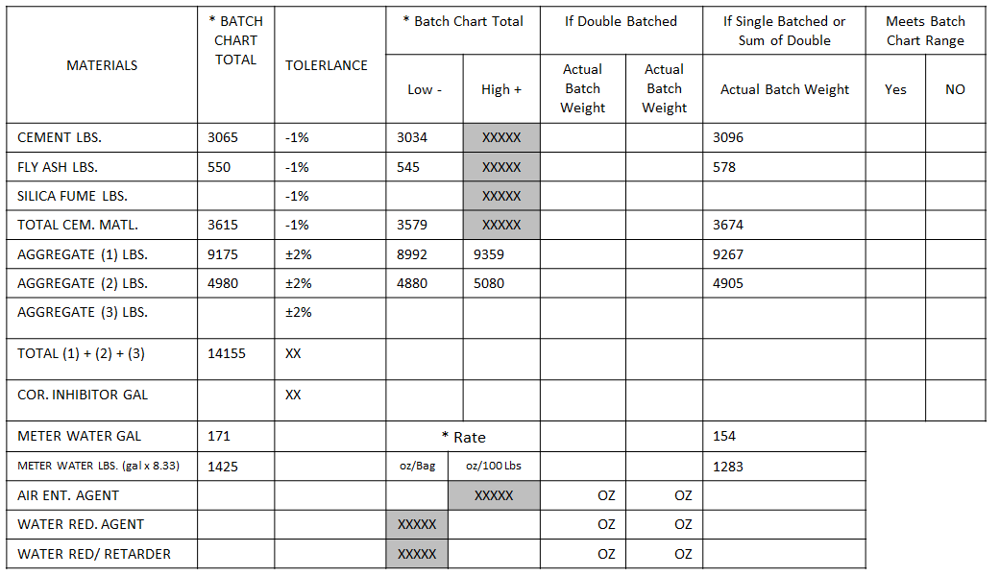 MATERIALS
* BATCH
CHART
TOTAL
TOLERLANCE
* Batch Chart Total
If Double Batched
If Single Batched or
Sum of Double
Meets Batch
Chart Range
Low -
High +
Actual
Batch
Weight
Actual
Batch
Weight
Actual Batch Weight
Yes
NO
CEMENT LBS. 3065 -1% 3034 XXXXX 3096
FLY ASH LBS. 550 -1% 545 XXXXX 578
SILICA FUME LBS. -1% XXXXX
TOTAL CEM. MATL. 3615 -1% 3579 XXXXX 3674
AGGREGATE (1) LBS. 9175 ±2% 8992 9359 9267
AGGREGATE (2) LBS. 4980 ±2% 4880 5080 4905
AGGREGATE (3) LBS. ±2%
TOTAL (1) + (2) + (3) 14155 XX
COR. INHIBITOR GAL XX
METER WATER GAL 171 * Rate 154
METER WATER LBS. (gal x 8.33) 1425 oz/Bag oz/100 Lbs 1283
AIR ENT. AGENT XXXXX OZ OZ
WATER RED. AGENT XXXXX OZ OZ
WATER RED/ RETARDER XXXXX OZ OZ